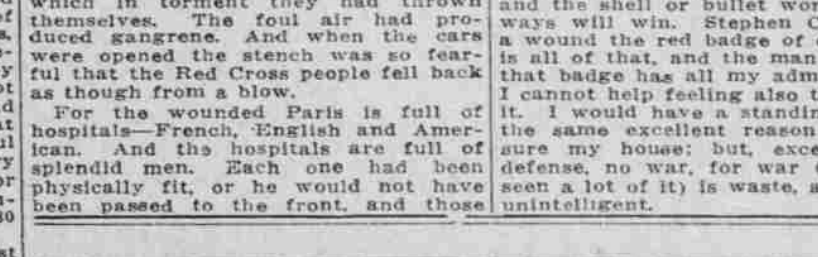 which in torment they had thrown
themselves. The foul air had pro-
duced gangrene. And when the cars
were opened the stench was so fear-
ful that the Red Cross people fell back
as though from a blow.
For the wounded Paris is full of
hospitals—French, English and Amer-
ican. And the hospitals are full of
splendid men. Each one had been
physically fit, or he would not have
been passed to the front, and those
and the shell or bullet
ways will win. Stephen C
a wound the red badge of
is all of that, and the man
that badge has all my
I cannot help feeling also
it. I would have a
the same excellent reason
sure my house; but,
defense, no war, for war
seen a lot of it) is waste,
unintelligent.